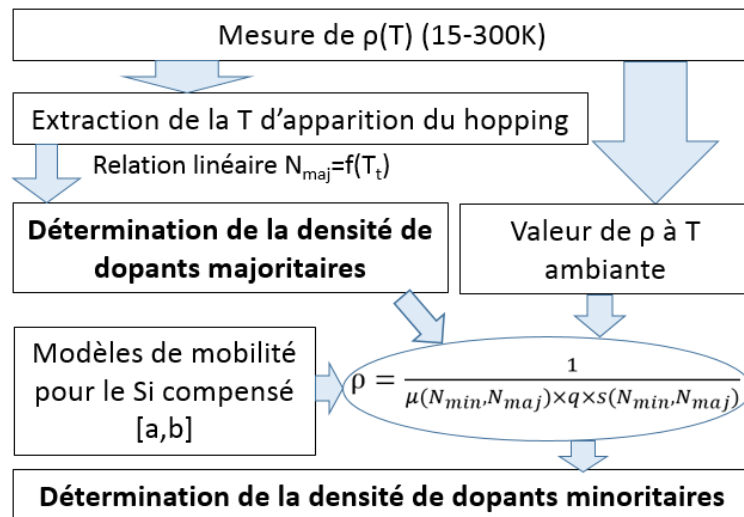 Mesure de ρ(T) (15-300K)
Extraction de la T d’apparition du hopping
Relation linéaire Nmaj=f(Tt)
Détermination de la densité de
dopants majoritaires
Valeur de ρ à T
ambiante
Modèles de mobilité
pour le Si compensé
[a,b]
ρ = 1 / μ(Nmin,Nmaj)×q×s(Nmin,Nmaj)
Détermination de la densité de dopants minoritaires